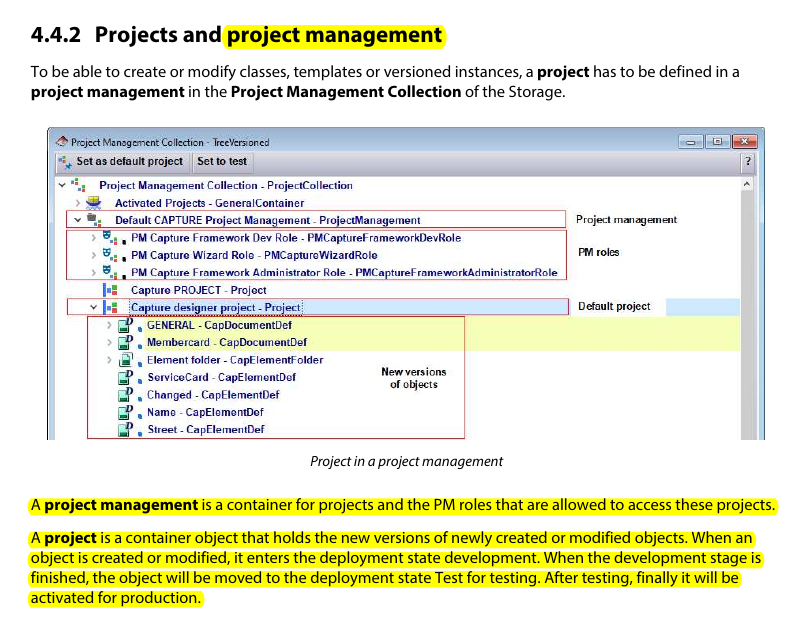 4.4.2 Projects and project management
To be able to create or modify classes, templates or versioned instances, a project has to be defined in a
project management in the Project Management Collection of the Storage.
Project Management Collection - TreeVersioned
Set as default project Set to test ?
Project Management Collection - ProjectCollection
Activated Projects - GeneralContainer
Default CAPTURE Project Management - ProjectManagement Project management
PM Capture Framework Dev Role - PMCaptureFrameworkDevRole
PM Capture Wizard Role - PMCaptureWizardRole PM roles
PM Capture Framework Administrator Role - PMCaptureFrameworkAdministratorRole
Capture PROJECT - Project
Capture designer project - Project Default project
GENERAL - CapDocumentDef
Membercard - CapDocumentDef
Element folder - CapElementFolder
ServiceCard - CapElementDef New versions
Changed - CapElementDef of objects
Name - CapElementDef
Street - CapElementDef
Project in a project management
A project management is a container for projects and the PM roles that are allowed to access these projects.
A project is a container object that holds the new versions of newly created or modified objects. When an
object is created or modified, it enters the deployment state development. When the development stage is
finished, the object will be moved to the deployment state Test for testing. After testing, finally it will be
activated for production.